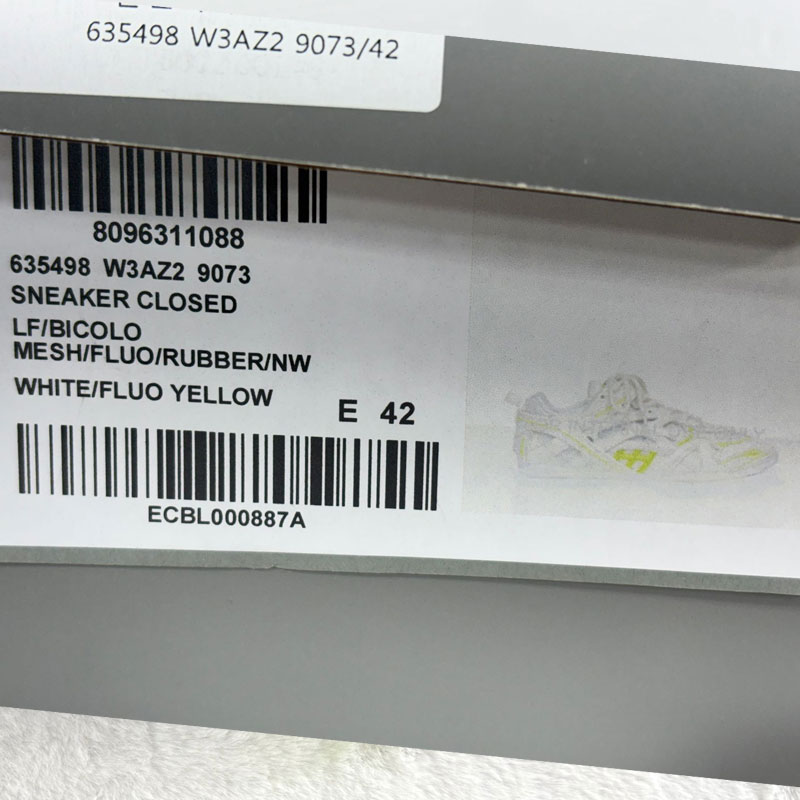 635498 W3AZ2 9073/42
8096311088
635498 W3AZ2 9073
SNEAKER CLOSED
LF/BICOLO
MESH/FLUO/RUBBER/NW
WHITE/FLUO YELLOW
E 42
ECBL000887A